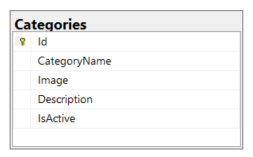 Categories
Id
CategoryName
Image
Description
IsActive